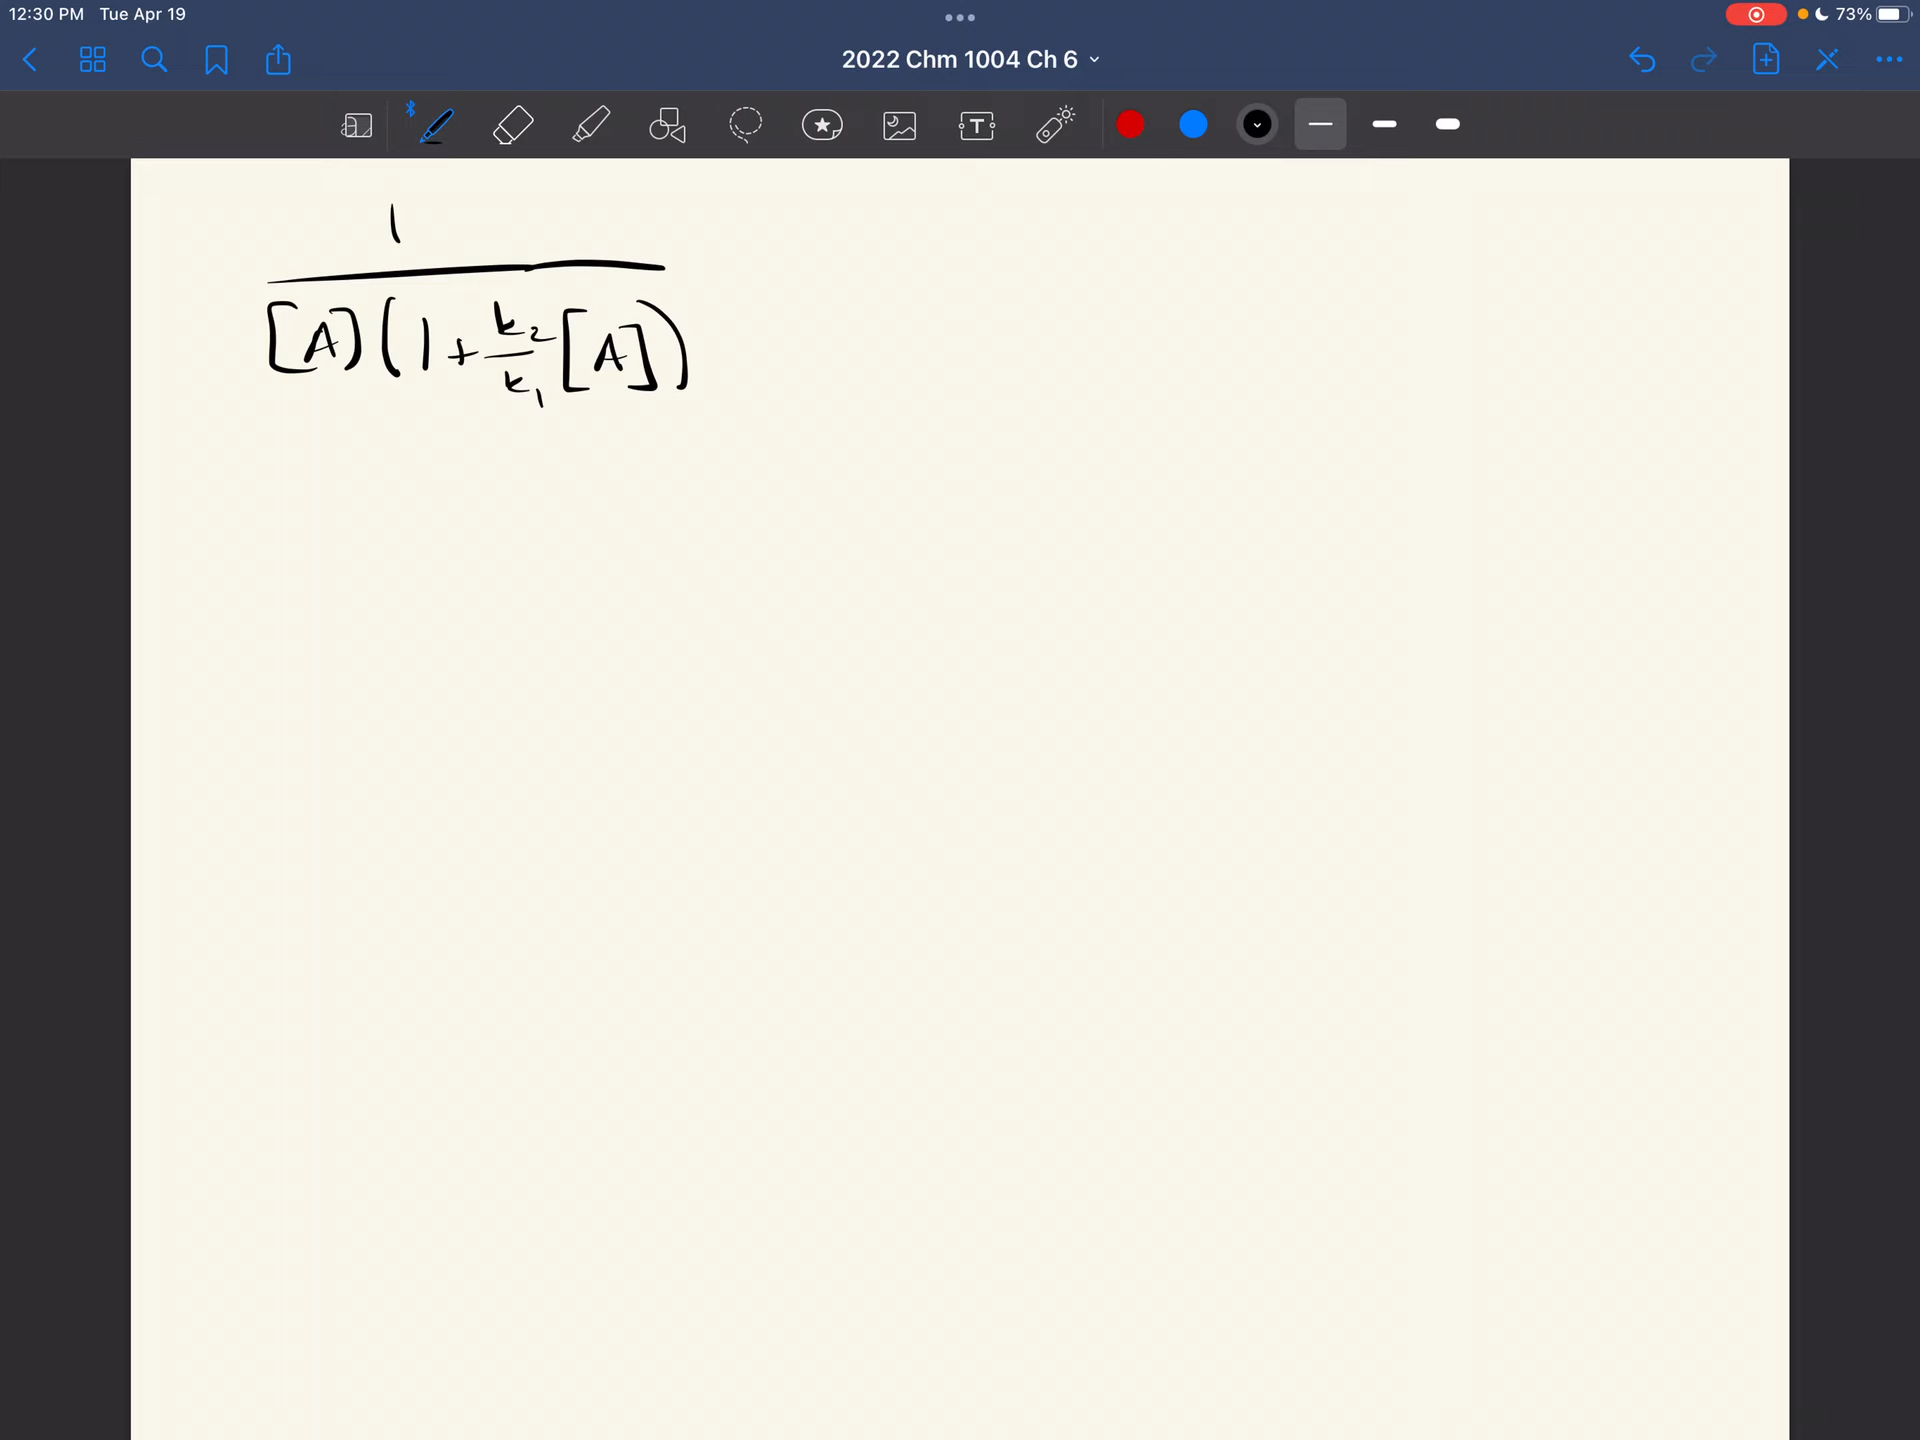 12:30 PM Tue Apr 19
73%
2022 Chm 1004 Ch 6
T
1
[A](1+k₂/k₁[A])